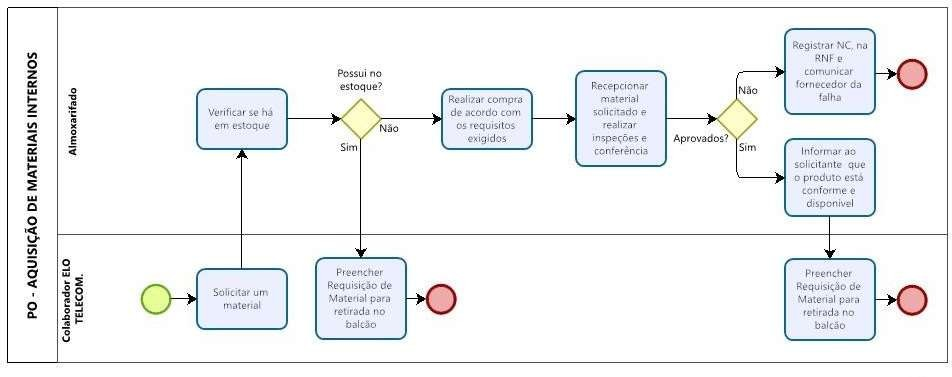 PO - AQUISIÇÃO DE MATERIAIS INTERNOS
Almoxarifado
Verificar se há
em estoque
Possui no
estoque?
Não
Sim
Realizar compra
de acordo com
os requisitos
exigidos
Recepcionar
material
solicitado e
realizar
inspeções e
conferência
Aprovados?
Não
Sim
Registrar NC, na
RNF e
comunicar
fornecedor da
falha
Informar ao
solicitante que
o produto está
conforme e
disponivel
Colaborador ELO
TELECOM.
Solicitar um
material
Preencher
Requisição de
Material para
retirada no
balcão
Preencher
Requisição de
Material para
retirada no
balcão